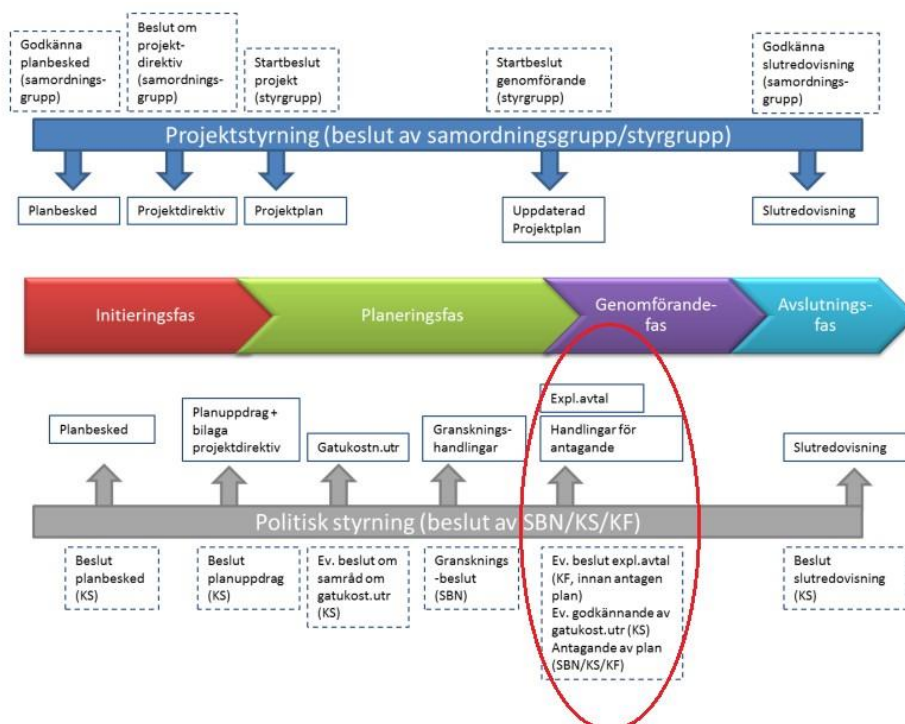 Godkänna
planbesked
(samordnings-
grupp)
Beslut om
projekt-
direktiv
(samordnings-
grupp)
Startbeslut
projekt
(styrgrupp)
Startbeslut
genomförande
(styrgrupp)
Godkänna
slutredovisning
(samordnings-
grupp)
Projektstyrning (beslut av samordningsgrupp/styrgrupp)
Planbesked
Projektdirektiv
Projektplan
Uppdaterad
Projektplan
Slutredovisning
Initieringsfas
Planeringsfas
Genomförande-
fas
Avslutnings-
fas
Planbesked
Planuppdrag +
bilaga
projektdirektiv
Gatukostn.utr
Gransknings-
handlingar
Expl.avtal
Handlingar för
antagande
Slutredovisning
Politisk styrning (beslut av SBN/KS/KF)
Beslut
planbesked
(KS)
Beslut
planuppdrag
(KS)
Ev. beslut om
samråd om
gatukost.utr
(KS)
Gransknings
-beslut
(SBN)
Ev. beslut expl.avtal
(KF, innan antagen
plan)
Ev. godkännande av
gatukost.utr (KS)
Antagande av plan
(SBN/KS/KF)
Beslut
slutredovisning
(KS)